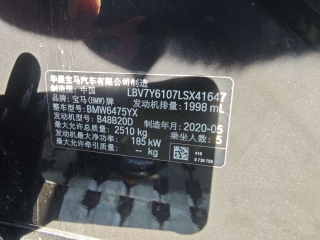 华晨宝马汽车有限公司制造
制造国：中国 LBV7Y6107LSX41647
品牌：宝马(BMW)牌 发动机排量：1998 mL
整车型号：BMW6475YX
发动机型号：B48B20D 制造年月：2020-05
最大允许总质量：2510 kg 乘坐人数：5
发动机最大净功率：185 kW
最大允许牵引质量：-- kg
416